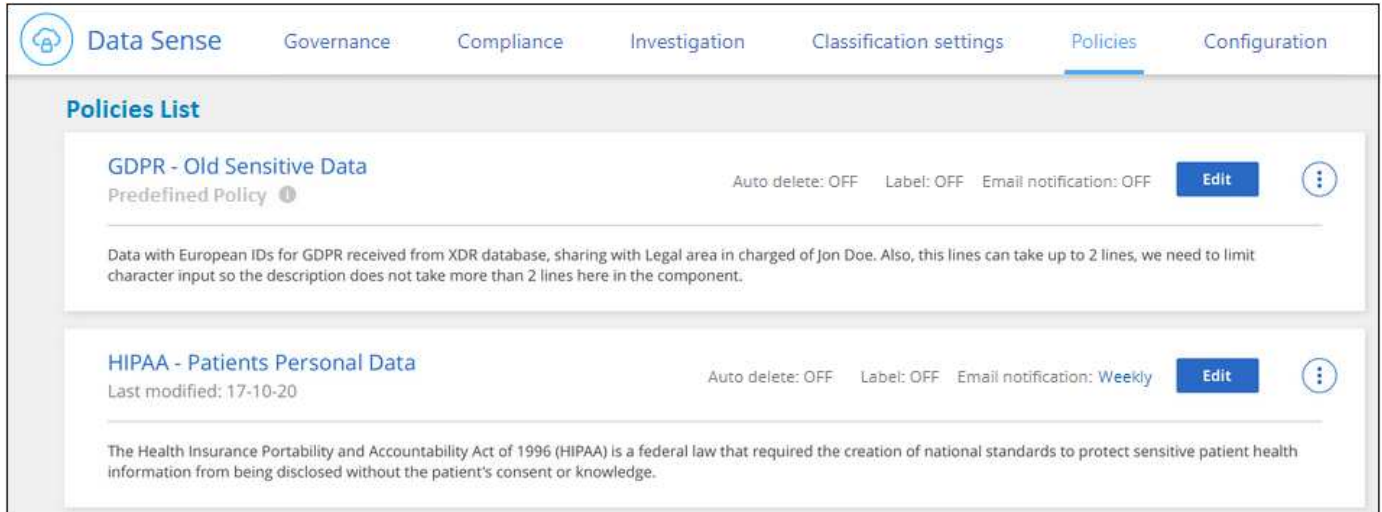 Data Sense Governance Compliance Investigation Classification settings Policies Configuration
Policies List
GDPR - Old Sensitive Data
Predefined Policy
Auto delete: OFF Label: OFF Email notification: OFF Edit
Data with European IDs for GDPR received from XDR database, sharing with Legal area in charged of Jon Doe. Also, this lines can take up to 2 lines, we need to limit
character input so the description does not take more than 2 lines here in the component.
HIPAA - Patients Personal Data
Last modified: 17-10-20
Auto delete: OFF Label: OFF Email notification: Weekly Edit
The Health Insurance Portability and Accountability Act of 1996 (HIPAA) is a federal law that required the creation of national standards to protect sensitive patient health
information from being disclosed without the patient's consent or knowledge.